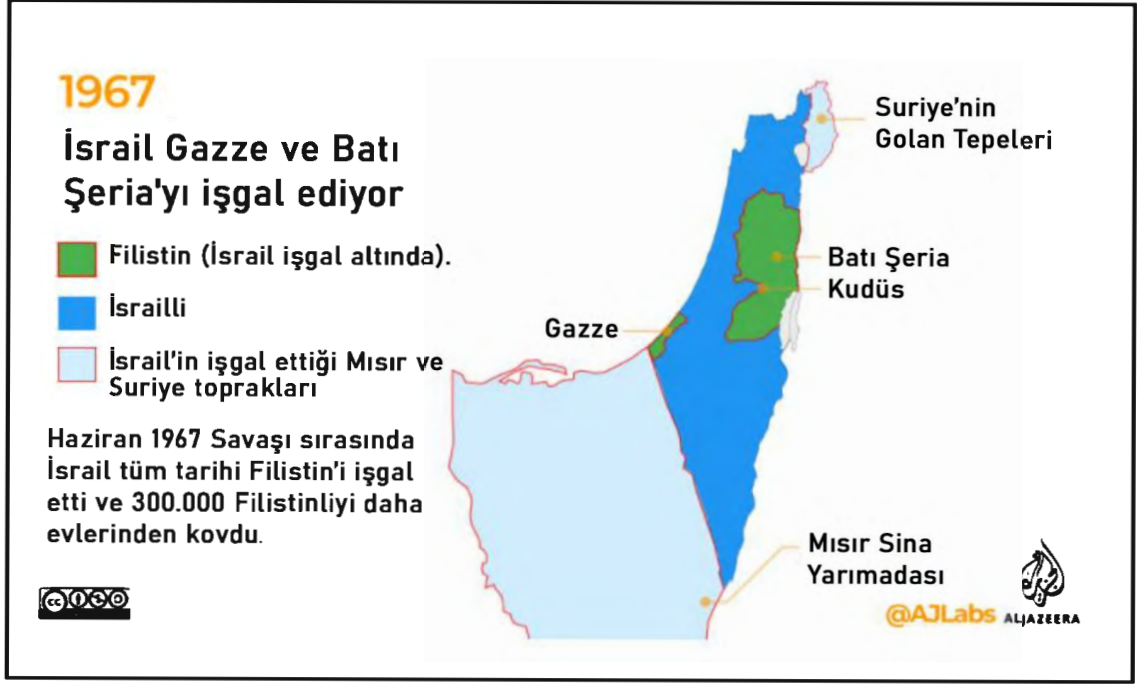 1967
İsrail Gazze ve Batı
Şeria'yı işgal ediyor
Filistin (İsrail işgal altında).
İsrailli
İsrail'in işgal ettiği Mısır ve
Suriye toprakları
Haziran 1967 Savaşı sırasında
İsrail tüm tarihi Filistin'i işgal
etti ve 300.000 Filistinliyi daha
evlerinden kovdu.
Suriye'nin
Golan Tepeleri
Batı Şeria
Kudüs
Gazze
Mısır Sina
Yarımadası
cc
@AJLabs ALJAZEERA